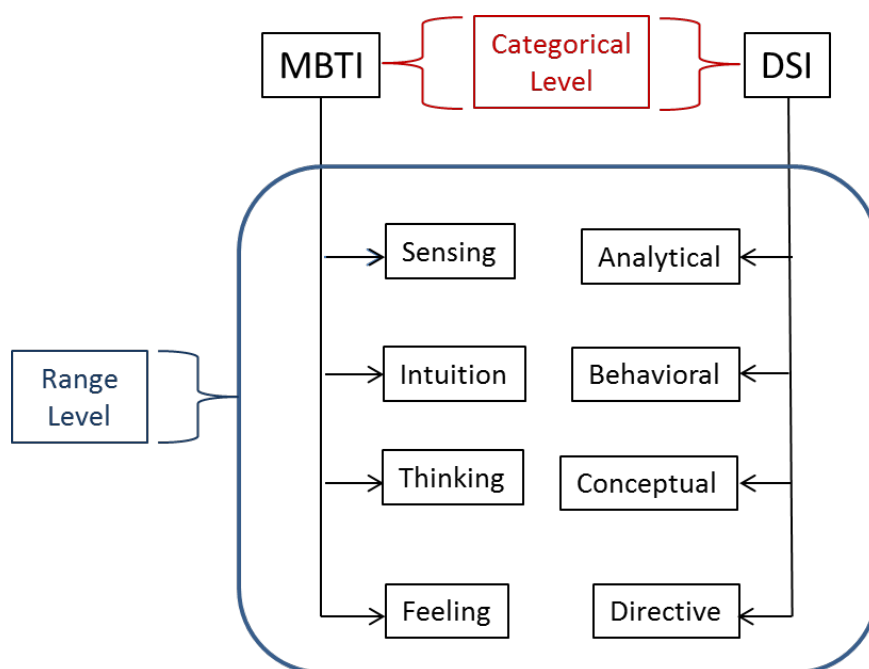 MBTI
Categorical
Level
DSI
Sensing
Analytical
Range
Level
Intuition
Behavioral
Thinking
Conceptual
Feeling
Directive